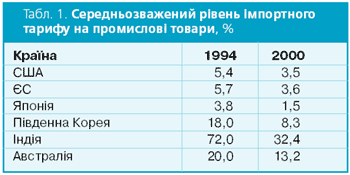 Табл. 1. Середньозважений рівень імпортного
тарифу на промислові товари, %
Країна 1994 2000
США 5,4 3,5
ЄС 5,7 3,6
Японія 3,8 1,5
Південна Корея 18,0 8,3
Індія 72,0 32,4
Австралія 20,0 13,2